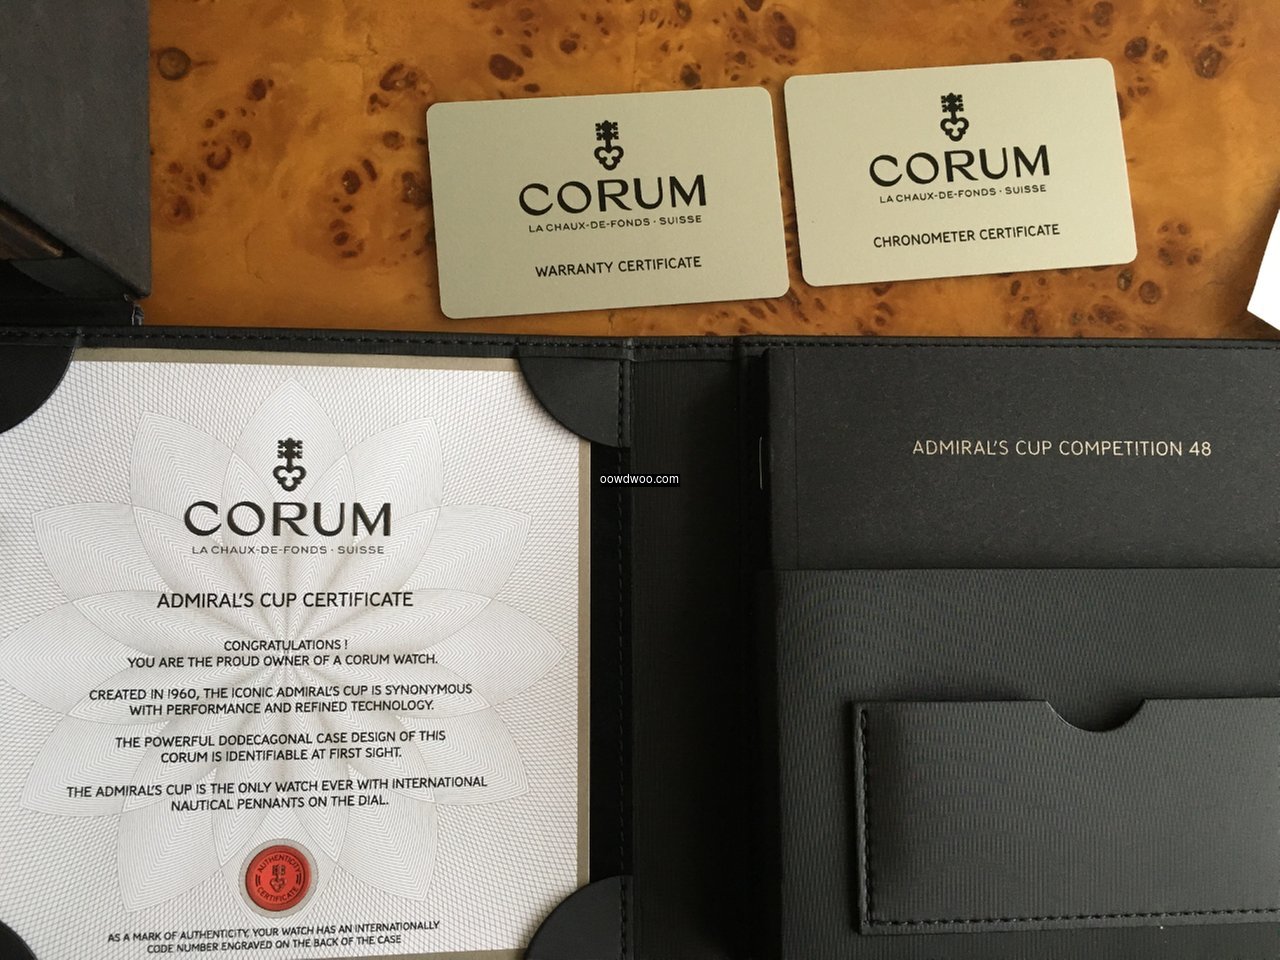 CORUM
LA CHAUX-DE-FONDS · SUISSE
WARRANTY CERTIFICATE
CORUM
LA CHAUX-DE-FONDS · SUISSE
CHRONOMETER CERTIFICATE
ADMIRAL'S CUP COMPETITION 48
oowdwoo.com
CORUM
LA CHAUX-DE-FONDS · SUISSE
ADMIRAL'S CUP CERTIFICATE
CONGRATULATIONS !
YOU ARE THE PROUD OWNER OF A CORUM WATCH.
CREATED IN 1960, THE ICONIC ADMIRAL'S CUP IS SYNONYMOUS
WITH PERFORMANCE AND REFINED TECHNOLOGY.
THE POWERFUL DODECAGONAL CASE DESIGN OF THIS
CORUM IS IDENTIFIABLE AT FIRST SIGHT.
THE ADMIRAL'S CUP IS THE ONLY WATCH EVER WITH INTERNATIONAL
NAUTICAL PENNANTS ON THE DIAL.
AUTHENTICITY
CERTIFICATE
AS A MARK OF AUTHENTICITY, YOUR WATCH HAS AN INTERNATIONALLY
CODE NUMBER ENGRAVED ON THE BACK OF THE CASE